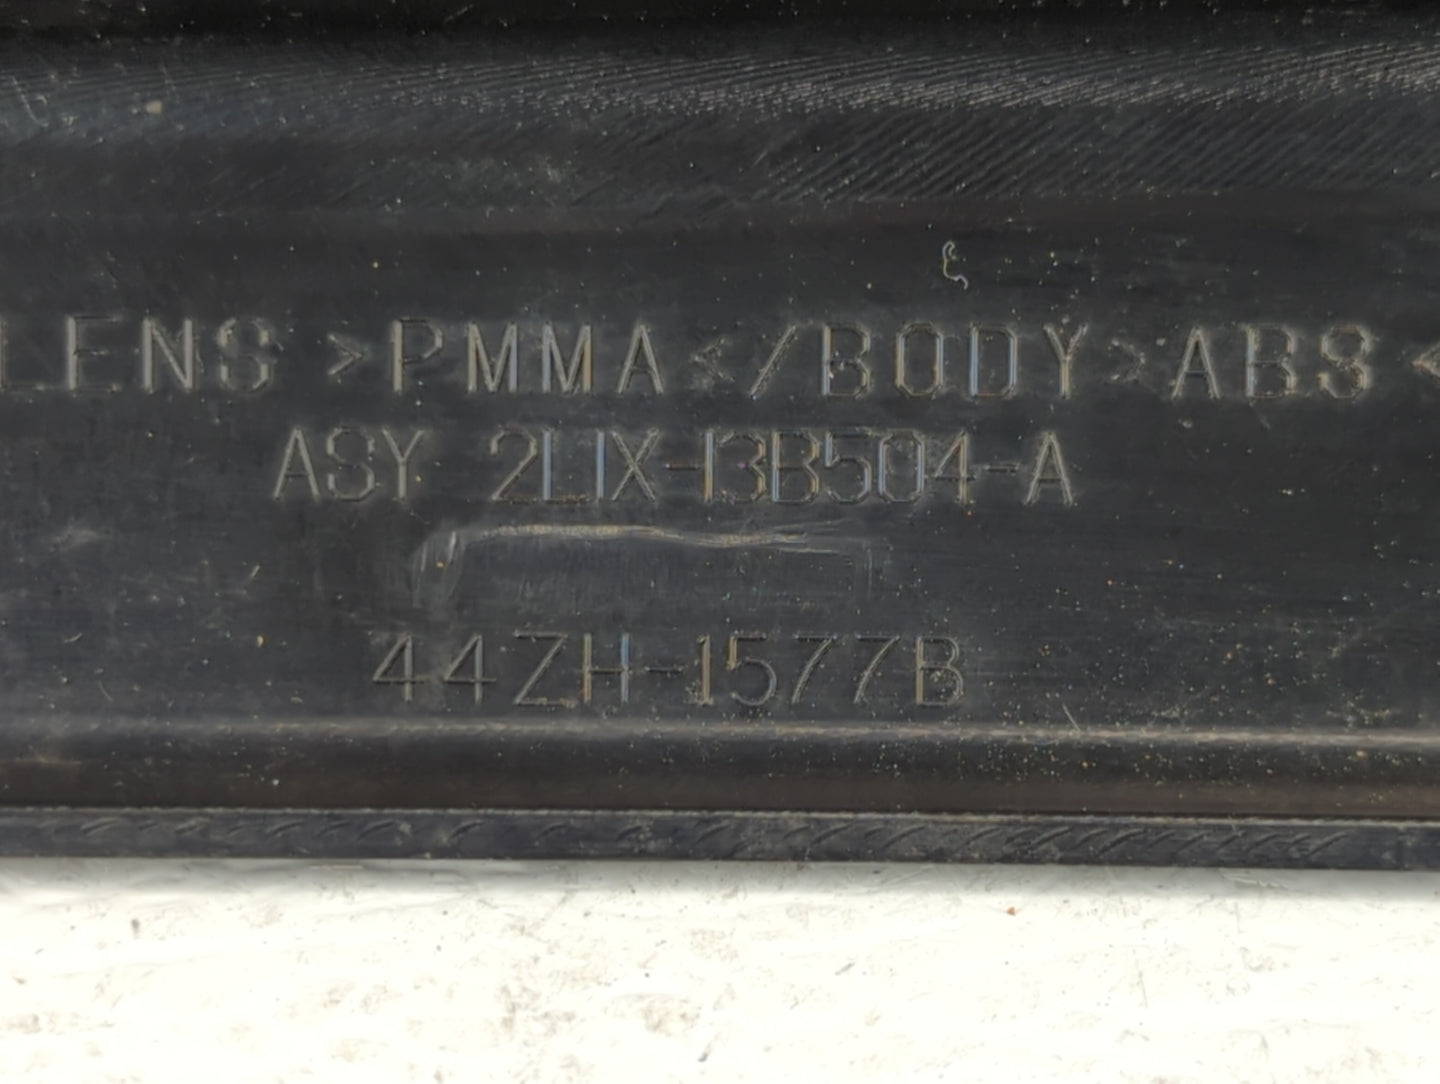 LENS >PMMA</BODY>ABS<
ASY 2L1X-13B504-A
44ZH-1577B